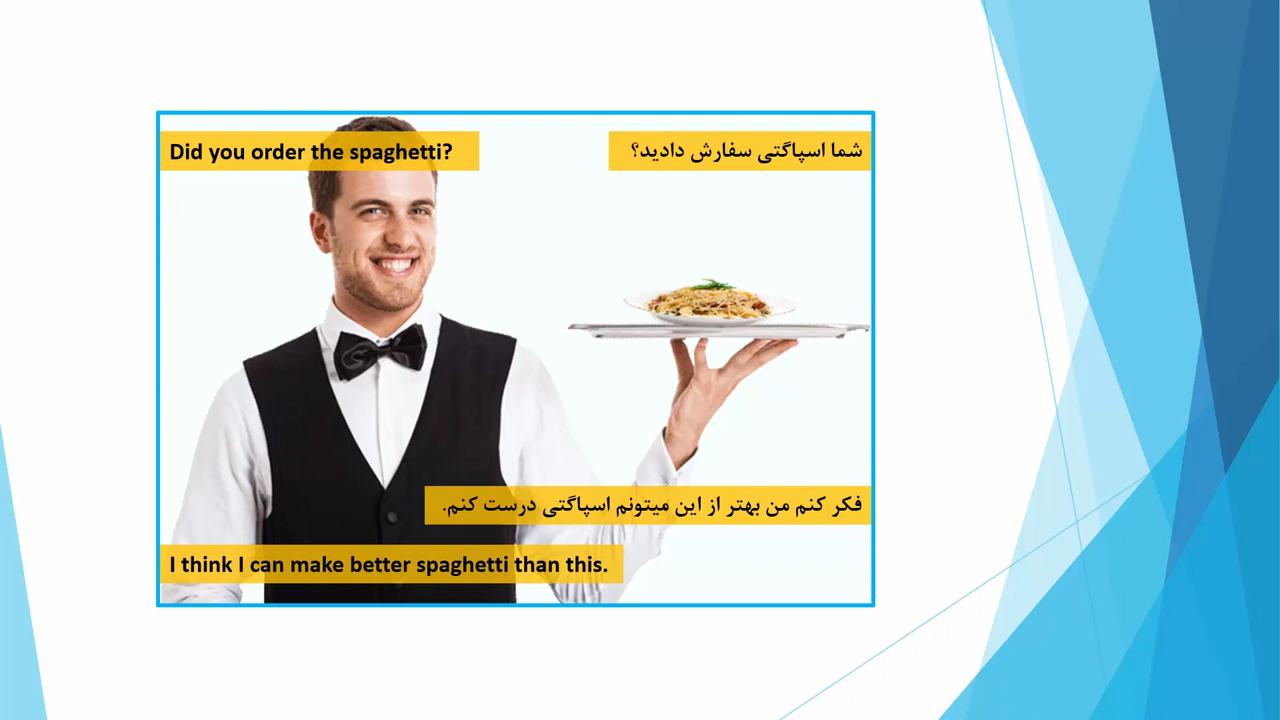 Did you order the spaghetti?
شما اسپاگتی سفارش دادید؟
فکر کنم من بهتر از این میتونم اسپاگتی درست کنم.
I think I can make better spaghetti than this.